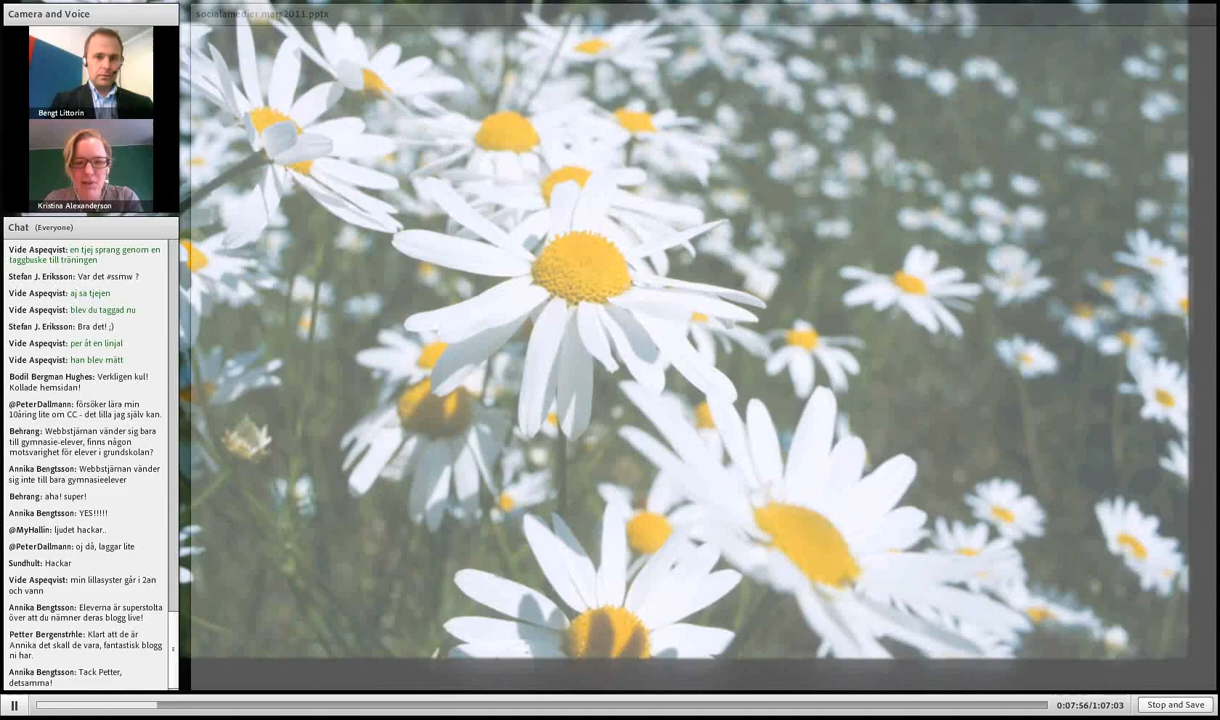 Camera and Voice
socialamedier mars2011.pptx
Bengt Littorin
Kristina Alexanderson
Chat (Everyone)
Vide Aspeqvist: en tjej sprang genom en
taggbuske till träningen
Stefan J. Eriksson: Var det #ssmw ?
Vide Aspeqvist: aj sa tjejen
Vide Aspeqvist: blev du taggad nu
Stefan J. Eriksson: Bra det! ;)
Vide Aspeqvist: per åt en linjal
Vide Aspeqvist: han blev mätt
Bodil Bergman Hughes: Verkligen kul!
Kollade hemsidan!
@PeterDallmann: försöker lära min
10åring lite om CC - det lilla jag själv kan.
Behrang: Webbstjärnan vänder sig bara
till gymnasie-elever, finns någon
motsvarighet för elever i grundskolan?
Annika Bengtsson: Webbstjärnan vänder
sig inte till bara gymnasieelever
Behrang: aha! super!
Annika Bengtsson: YES!!!!!
@MyHallin: ljudet hackar..
@PeterDallmann: oj då, laggar lite
Sundhult: Hackar
Vide Aspeqvist: min lillasyster går i 2an
och vann
Annika Bengtsson: Eleverna är superstolta
över att du nämner deras blogg live!
Petter Bergenstrhle: Klart att de är
Annika det skall de vara, fantastisk blogg
ni har.
Annika Bengtsson: Tack Petter,
detsamma!
0:07:56/1:07:03
Stop and Save